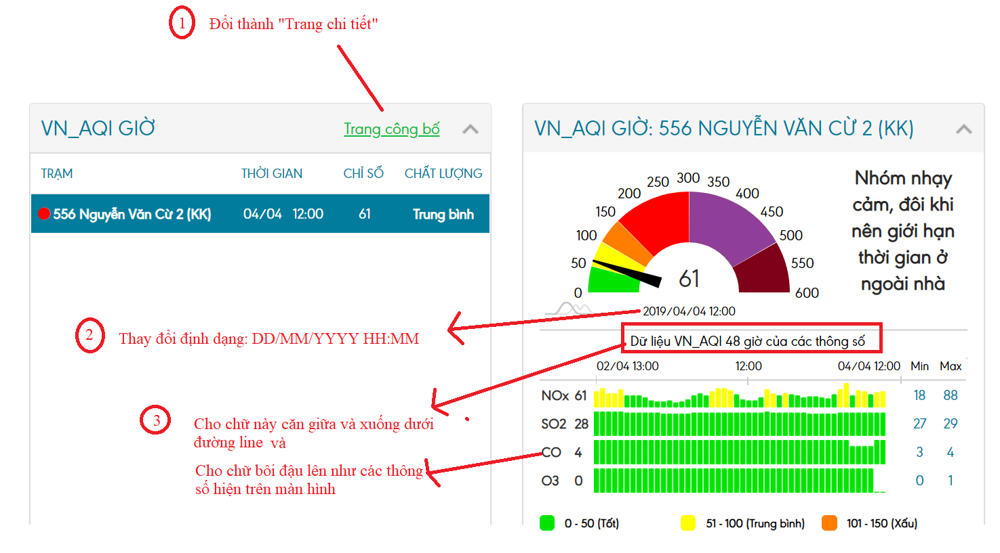 1 Đổi thành "Trang chi tiết"
VN_AQI GIỜ Trang công bố
TRẠM THỜI GIAN CHỈ SỐ CHẤT LƯỢNG
556 Nguyễn Văn Cừ 2 (KK) 04/04 12:00 61 Trung bình
2 Thay đổi định dạng: DD/MM/YYYY HH:MM
3 Cho chữ này căn giữa và xuống dưới
đường line và
Cho chữ bôi đậu lên như các thông
số hiện trên màn hình
VN_AQI GIỜ: 556 NGUYỄN VĂN CỪ 2 (KK)
0
50
100
150
200
250
300
350
400
450
500
550
600
61
2019/04/04 12:00
Nhóm nhạy
cảm, đôi khi
nên giới hạn
thời gian ở
ngoài nhà
Dữ liệu VN_AQI 48 giờ của các thông số
02/04 13:00 12:00 04/04 12:00 Min Max
NOx 61 18 88
SO2 28 27 29
CO 4 3 4
O3 0 0 1
0 - 50 (Tốt) 51 - 100 (Trung bình) 101 - 150 (Xấu)